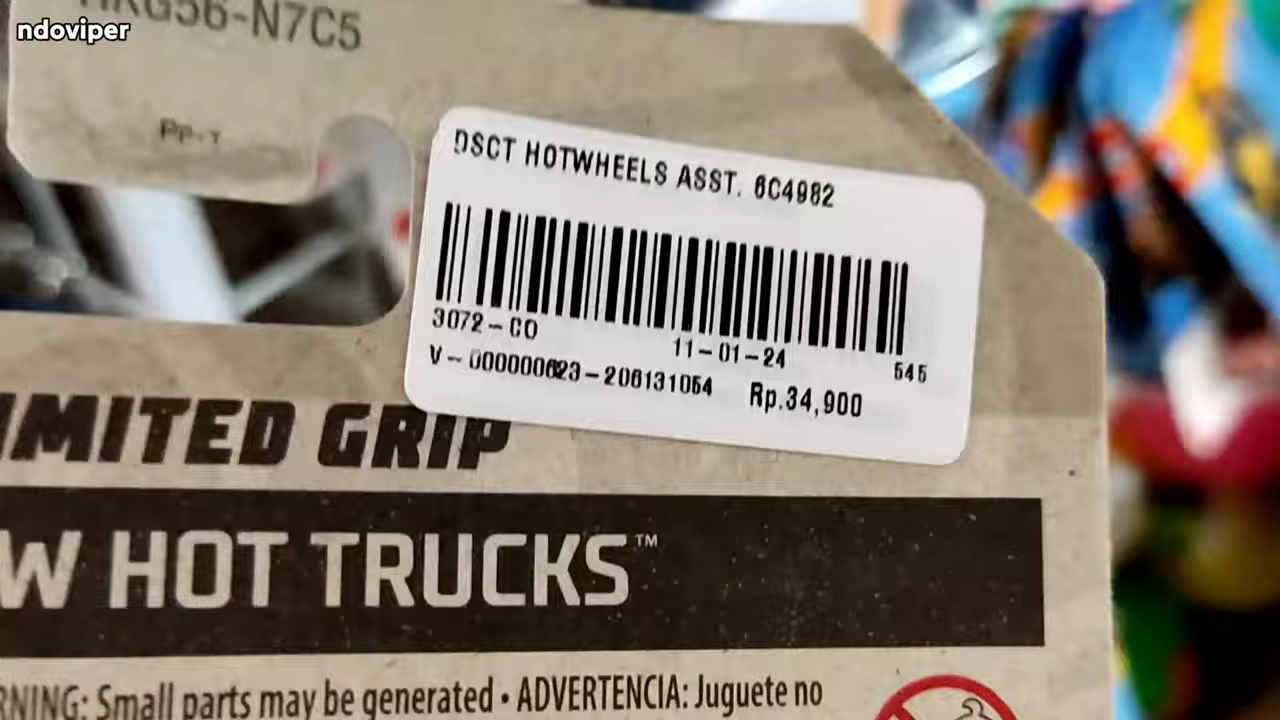 ndoviper
HRG56-N7C5
PP-T
DSCT HOTWHEELS ASST. 6C4982
3072-CO
11-01-24
545
V-000000623-206131054 Rp.34,900
IMITED GRIP
W HOT TRUCKS™
RNING: Small parts may be generated • ADVERTENCIA: Juguete no